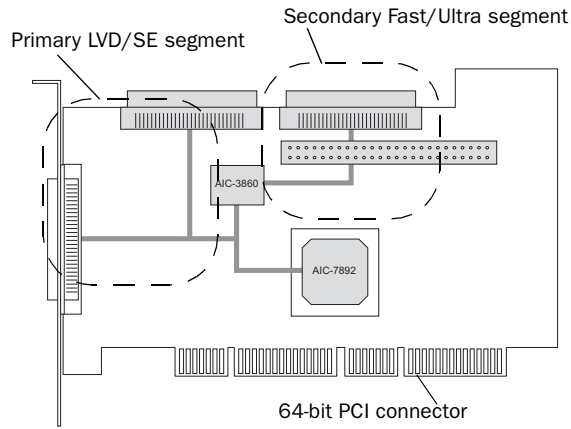 Secondary Fast/Ultra segment
Primary LVD/SE segment
AIC-3860
AIC-7892
64-bit PCI connector